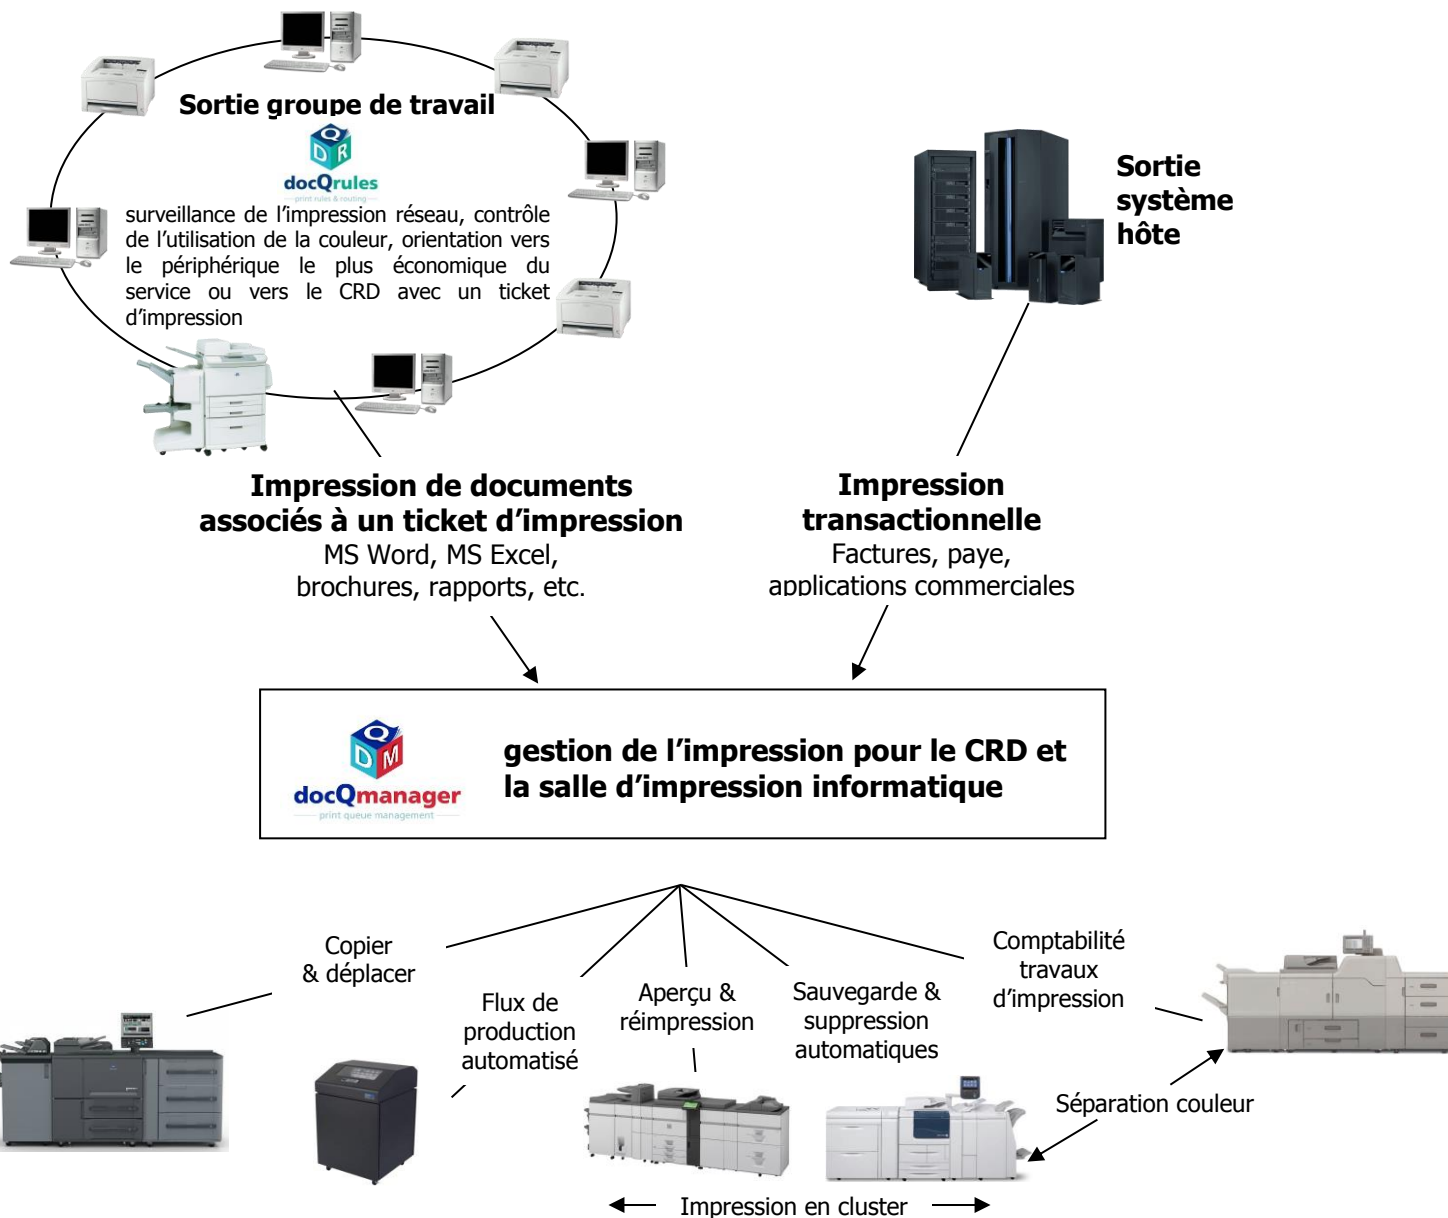 Sortie groupe de travail
Q
D R
docQrules
print rules & routing
surveillance de l’impression réseau, contrôle
de l’utilisation de la couleur, orientation vers
le périphérique le plus économique du
service ou vers le CRD avec un ticket
d’impression
Sortie
système
hôte
Impression de documents
associés à un ticket d’impression
MS Word, MS Excel,
brochures, rapports, etc.
Impression
transactionnelle
Factures, paye,
applications commerciales
Q
D M
docQmanager
print queue management
gestion de l’impression pour le CRD et
la salle d’impression informatique
Copier
& déplacer
Flux de
production
automatisé
Aperçu &
réimpression
Sauvegarde &
suppression
automatiques
Comptabilité
travaux
d’impression
Séparation couleur
Impression en cluster